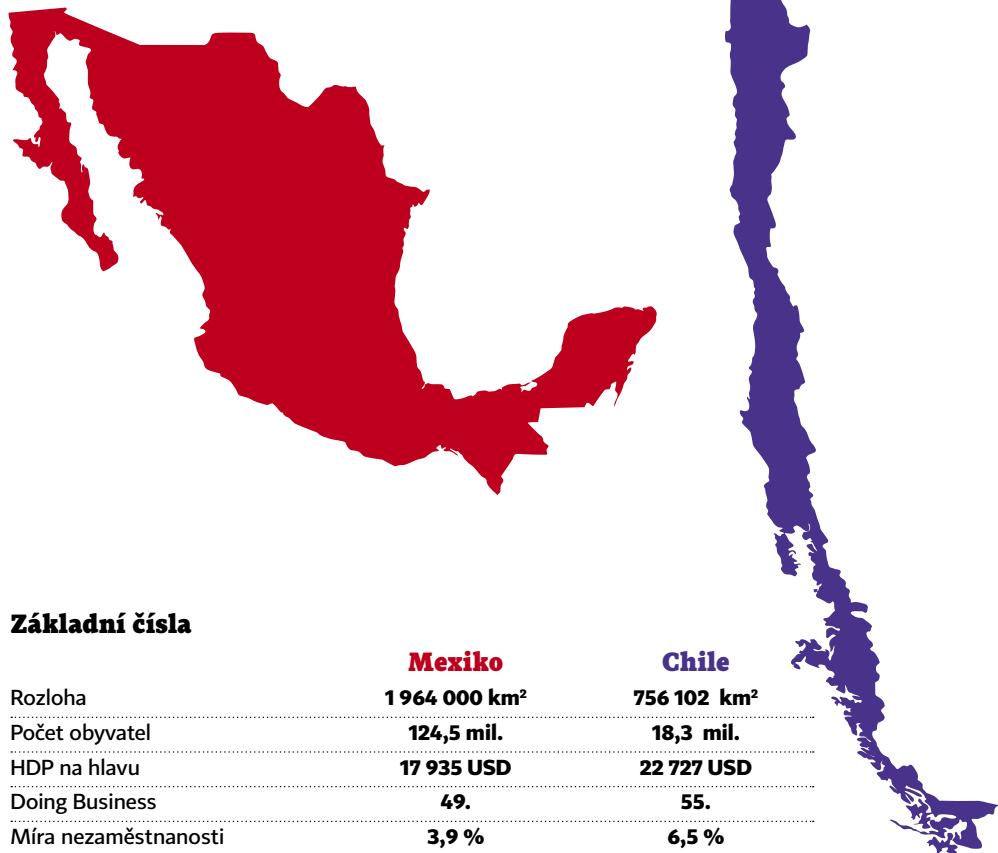 Základní čísla
Mexiko Chile
Rozloha 1 964 000 km² 756 102 km²
Počet obyvatel 124,5 mil. 18,3 mil.
HDP na hlavu 17 935 USD 22 727 USD
Doing Business 49. 55.
Míra nezaměstnanosti 3,9 % 6,5 %